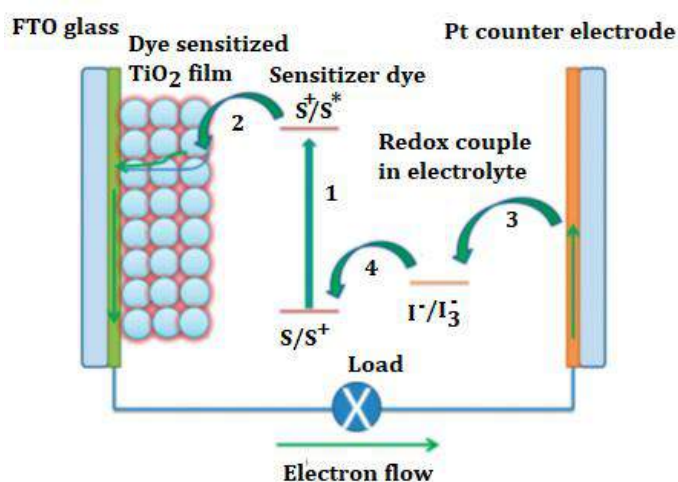 FTO glass
Pt counter electrode
Dye sensitized
TiO₂ film
Sensitizer dye
S⁺/S*
2
Redox couple
in electrolyte
1
3
4
I⁻/I₃⁻
S/S⁺
Load
X
Electron flow